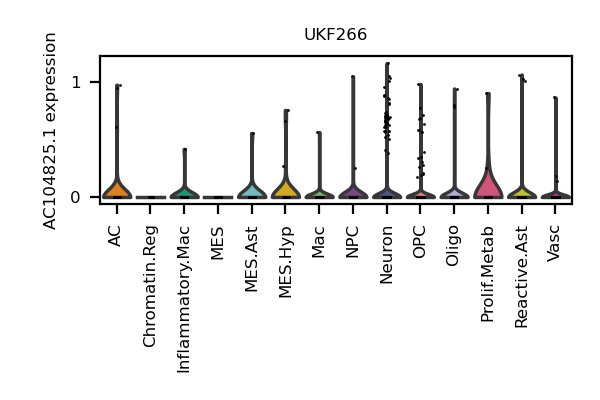 UKF266
AC104825.1 expression
1
0
AC
Chromatin.Reg
Inflammatory.Mac
MES
MES.Ast
MES.Hyp
Mac
NPC
Neuron
OPC
Oligo
Prolif.Metab
Reactive.Ast
Vasc